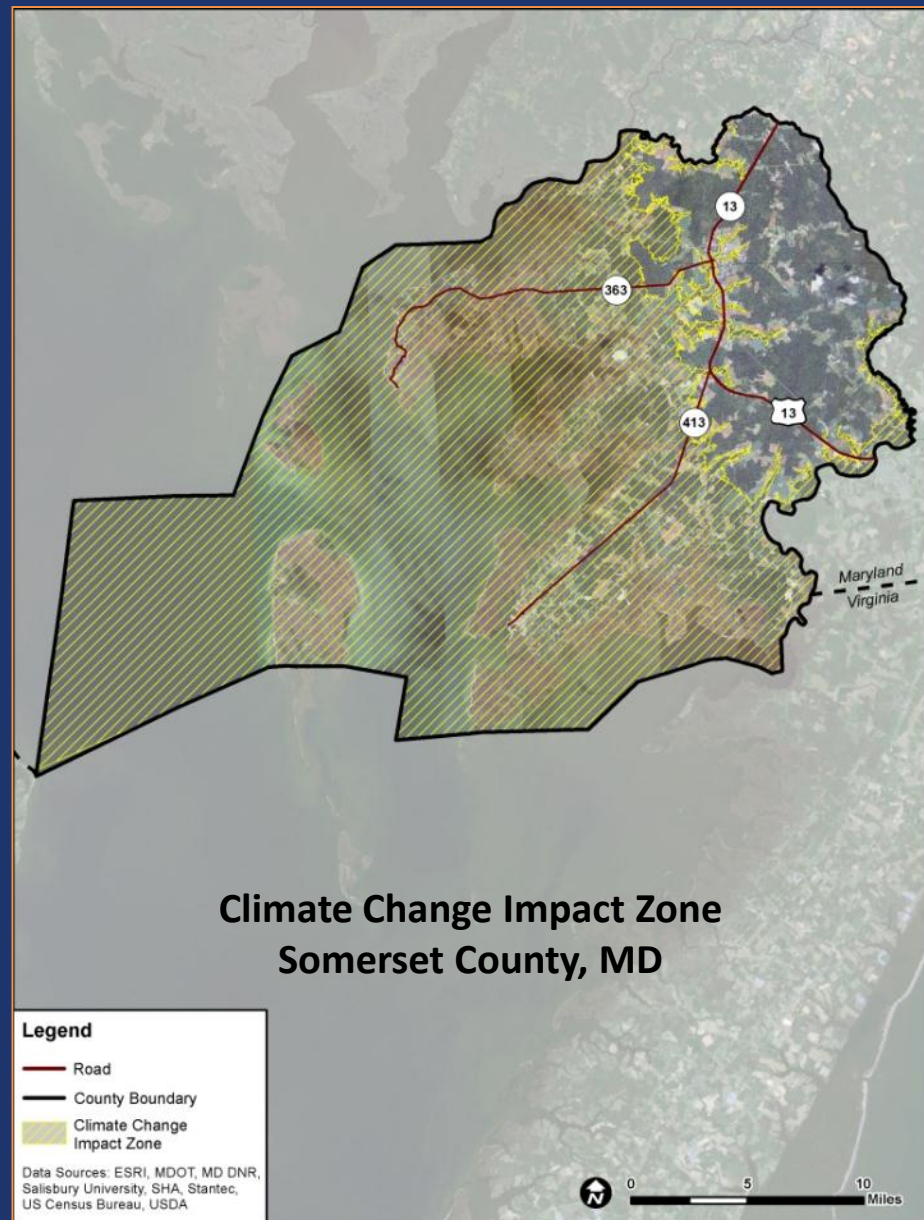 13
363
413
13
Maryland
Virginia
Climate Change Impact Zone
Somerset County, MD
Legend
Road
County Boundary
Climate Change
Impact Zone
Data Sources: ESRI, MDOT, MD DNR,
Salisbury University, SHA, Stantec,
US Census Bureau, USDA
N
0 5 10
Miles